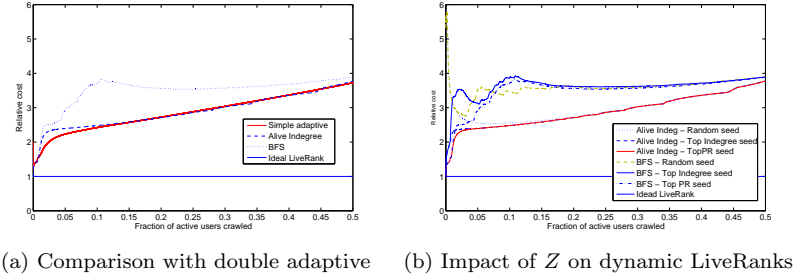 6
5
4
3
2
1
0
Relative cost
0 0.05 0.1 0.15 0.2 0.25 0.3 0.35 0.4 0.45 0.5
Fraction of active users crawled
Simple adaptive
Alive Indegree
BFS
Ideal LiveRank
(a) Comparison with double adaptive
6
5
4
3
2
1
0
Relative cost
0 0.05 0.1 0.15 0.2 0.25 0.3 0.35 0.4 0.45 0.5
Fraction of active users crawled
Alive Indeg − Random seed
Alive Indeg − Top Indegree seed
Alive Indeg − TopPR seed
BFS − Random seed
BFS − Top Indegree seed
BFS − Top PR seed
Idead LiveRank
(b) Impact of Z on dynamic LiveRanks